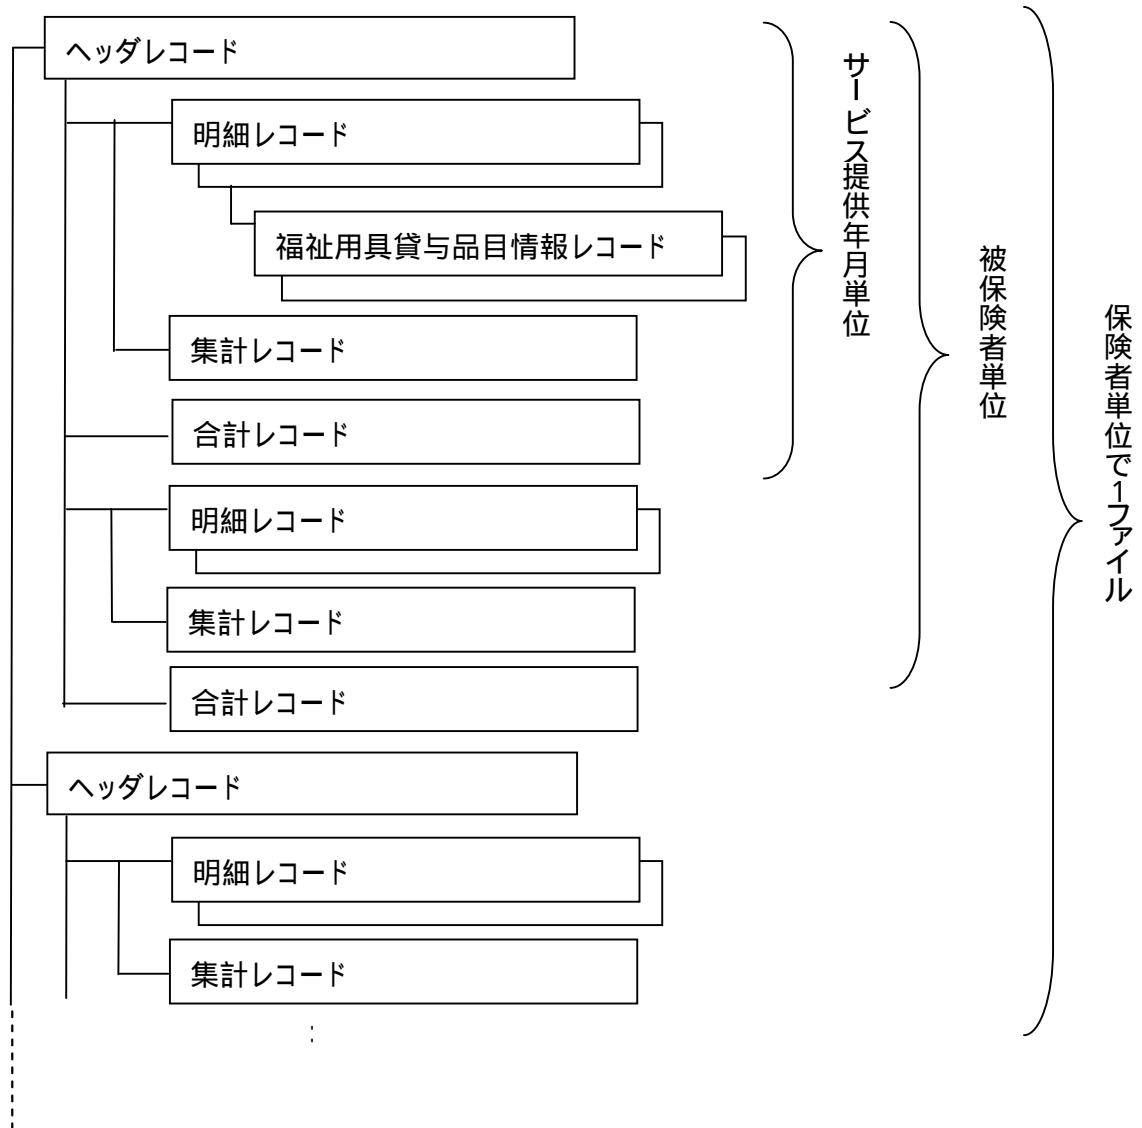 ヘッダレコード
明細レコード
福祉用具貸与品目情報レコード
集計レコード
合計レコード
明細レコード
集計レコード
合計レコード
ヘッダレコード
明細レコード
集計レコード
:
サービス提供年月単位
被保険者単位
保険者単位で1ファイル